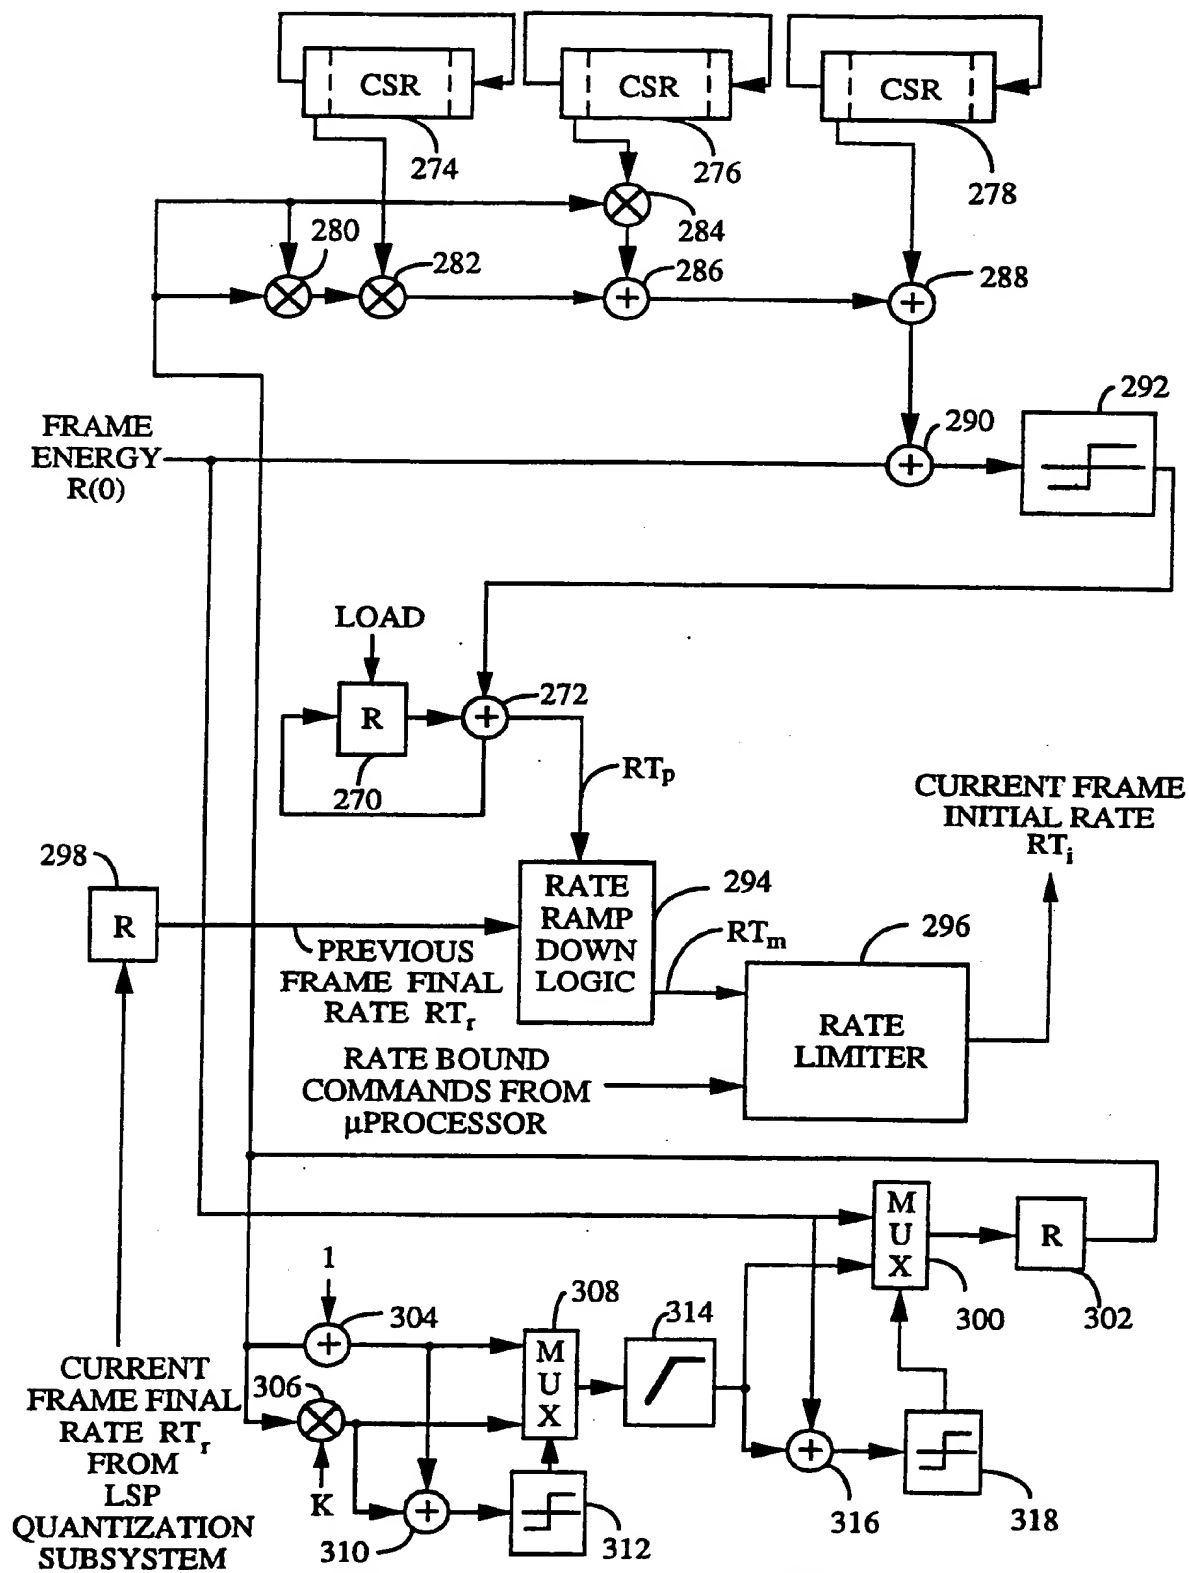 CSR
CSR
CSR
274
276
278
280
284
282
286
288
292
FRAME
ENERGY
R(0)
290
LOAD
272
R
270
RTp
CURRENT FRAME
INITIAL RATE
RTi
298
R
RATE
RAMP
DOWN
LOGIC
294
RTm
296
PREVIOUS
FRAME FINAL
RATE RTr
RATE
LIMITER
RATE BOUND
COMMANDS FROM
µPROCESSOR
MUX
R
300
302
1
304
308
314
MUX
306
K
CURRENT
FRAME FINAL
RATE RTr
FROM
LSP
QUANTIZATION
SUBSYSTEM
310
312
316
318